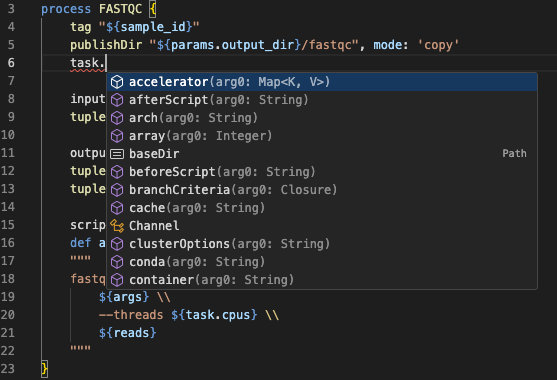 3 process FASTQC {
4 tag "${sample_id}"
5 publishDir "${params.output_dir}/fastqc", mode: 'copy'
6 task.
7 accelerator(arg0: Map<K, V>)
8 input afterScript(arg0: String)
9 tuple arch(arg0: String)
10 array(arg0: Integer)
11 outpu baseDir Path
12 tuple beforeScript(arg0: String)
13 tuple branchCriteria(arg0: Closure)
14 cache(arg0: String)
15 scrip Channel
16 def a clusterOptions(arg0: String)
17 """ conda(arg0: String)
18 fastqc container(arg0: String)
19 ${args} \\
20 --threads ${task.cpus} \\
21 ${reads}
22 """
23 }